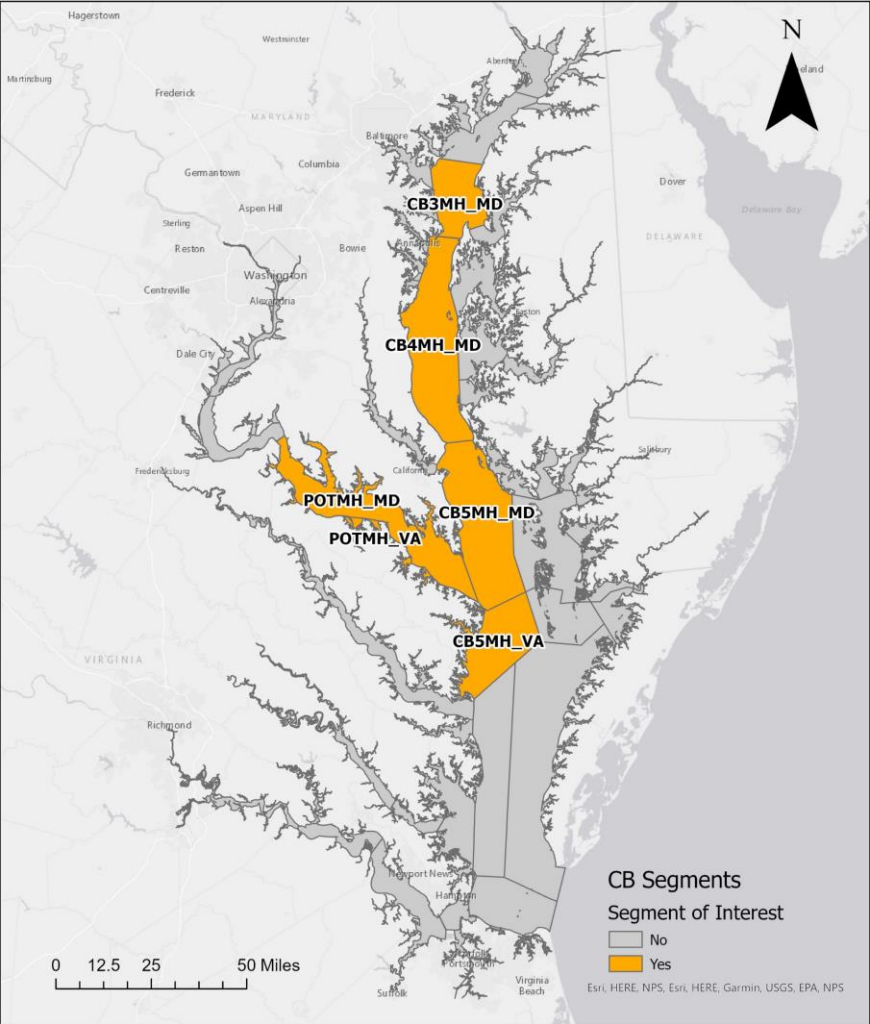 Hagerstown
N
Westminster
Aberdeen
eland
Martinsburg
Frederick
MARYLAND
Baltimore
Columbia
Germantown
Dover
CB3MH_MD
Aspen Hill
Delaware Bay
Sterling
DELAWARE
Reston
Bowie
Annapolis
Washington
Centreville
Alexandria
Easton
CB4MH_MD
Dale City
Salisbury
Fredericksburg
California
POTMH_MD
CB5MH_MD
POTMH_VA
CB5MH_VA
VIRGINIA
Richmond
Newport News
Hampton
CB Segments
Segment of Interest
No
Yes
0 12.5 25 50 Miles
Norfolk
Portsmouth
Virginia
Beach
Suffolk
Esri, HERE, NPS, Esri, HERE, Garmin, USGS, EPA, NPS